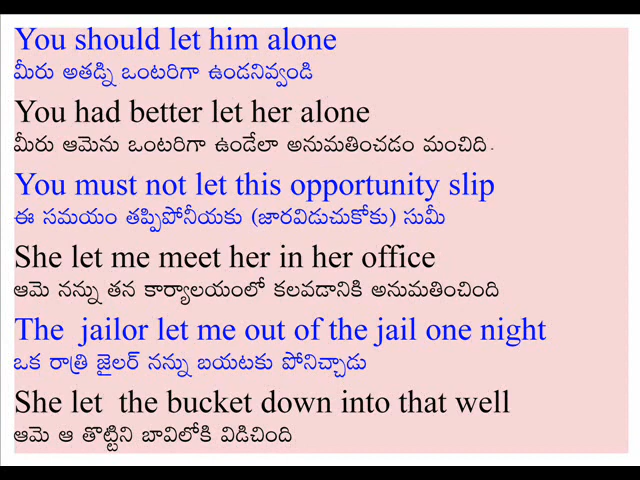 You should let him alone
మీరు అతడ్ని ఒంటరిగా ఉండనివ్వండి
You had better let her alone
మీరు ఆమెను ఒంటరిగా ఉండేలా అనుమతించడం మంచిది.
You must not let this opportunity slip
ఈ సమయం తప్పిపోనీయకు (జారవిడుచుకోకు) సుమీ
She let me meet her in her office
ఆమె నన్ను తన కార్యాలయంలో కలవడానికి అనుమతించింది
The jailor let me out of the jail one night
ఒక రాత్రి జైలర్ నన్ను బయటకు పోనిచ్చాడు
She let the bucket down into that well
ఆమె ఆ తొట్టిని బావిలోకి విడిచింది